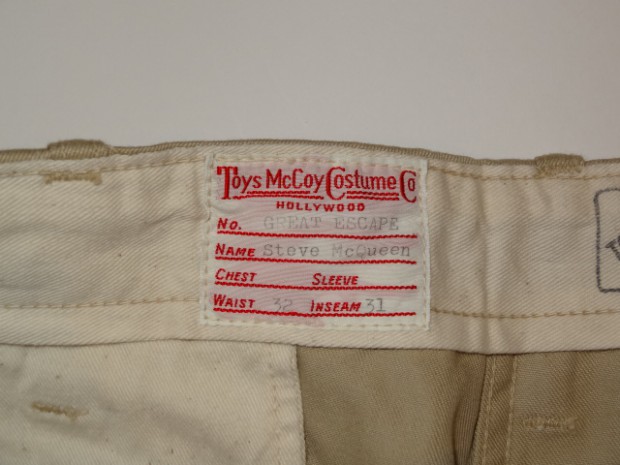 Toys McCoy Costume Co
HOLLYWOOD
No. GREAT ESCAPE
NAME Steve McQueen
CHEST SLEEVE
WAIST 32 INSEAM 31